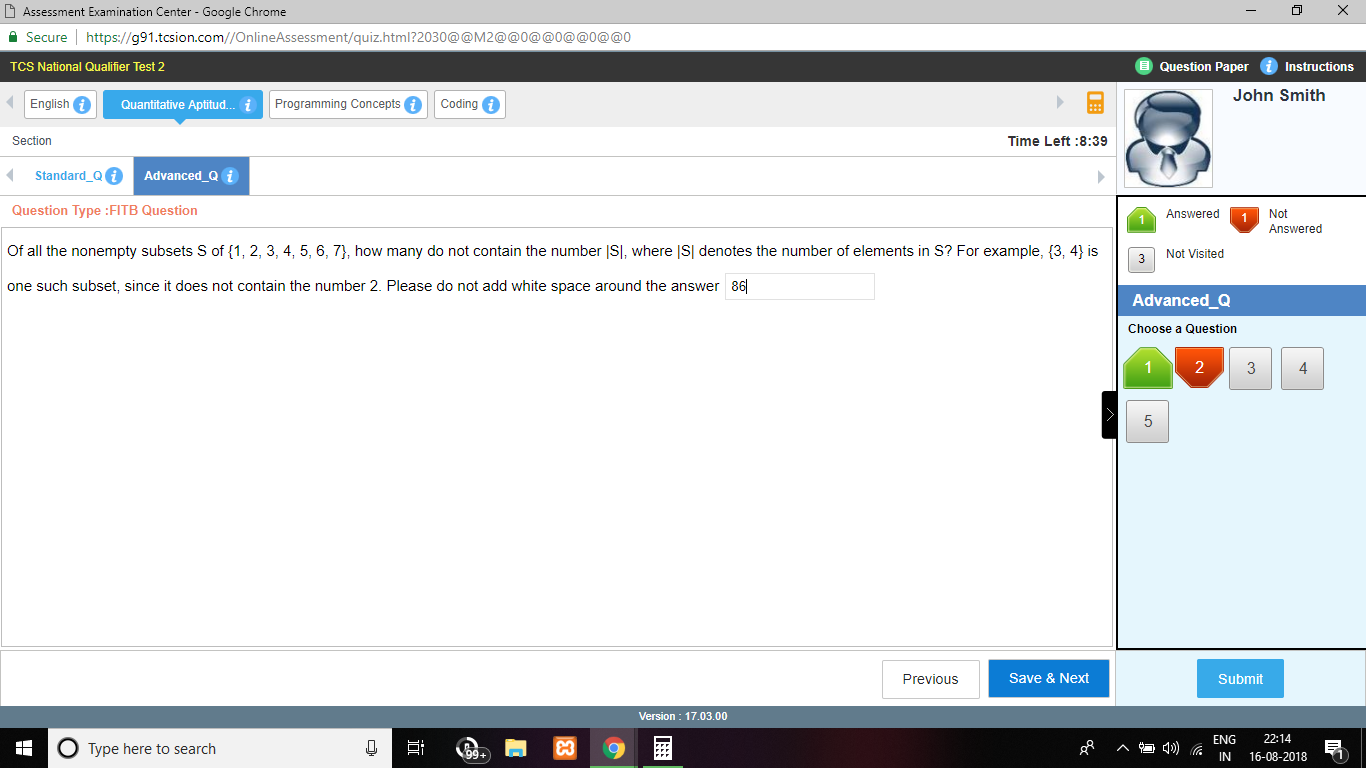 Assessment Examination Center - Google Chrome
Secure
https://g91.tcsion.com//OnlineAssessment/quiz.html?2030@@M2@@0@@0@@0@@0
TCS National Qualifier Test 2
Question Paper
Instructions
English
Quantitative Aptitud...
Programming Concepts
Coding
John Smith
Section
Time Left :8:39
Standard_Q
Advanced_Q
Question Type :FITB Question
Of all the nonempty subsets S of {1, 2, 3, 4, 5, 6, 7}, how many do not contain the number |S|, where |S| denotes the number of elements in S? For example, {3, 4} is
one such subset, since it does not contain the number 2. Please do not add white space around the answer 86
1 Answered
1 Not
Answered
3 Not Visited
Advanced_Q
Choose a Question
1 2 3 4
5
Previous
Save & Next
Submit
Version : 17.03.00
Type here to search
99+
ENG
IN
22:14
16-08-2018
1